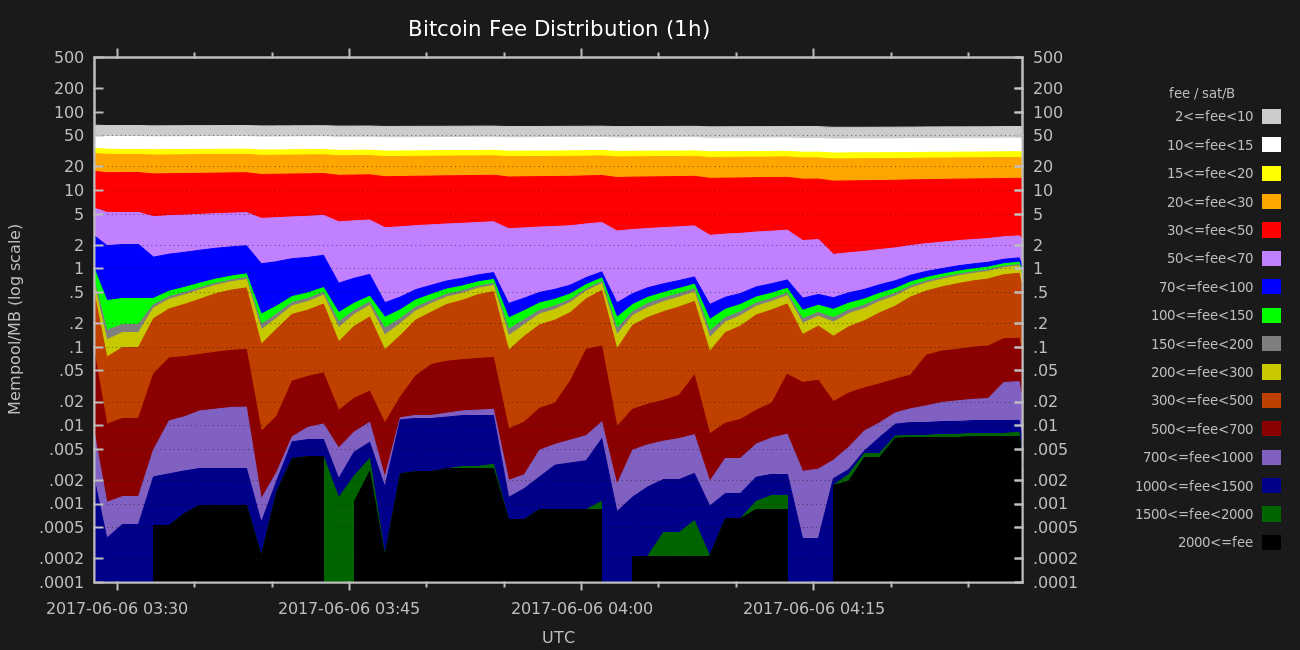 Bitcoin Fee Distribution (1h)
Mempool/MB (log scale)
500
200
100
50
20
10
5
2
1
.5
.2
.1
.05
.02
.01
.005
.002
.001
.0005
.0002
.0001
500
200
100
50
20
10
5
2
1
.5
.2
.1
.05
.02
.01
.005
.002
.001
.0005
.0002
.0001
2017-06-06 03:30
2017-06-06 03:45
2017-06-06 04:00
2017-06-06 04:15
UTC
fee / sat/B
2<=fee<10
10<=fee<15
15<=fee<20
20<=fee<30
30<=fee<50
50<=fee<70
70<=fee<100
100<=fee<150
150<=fee<200
200<=fee<300
300<=fee<500
500<=fee<700
700<=fee<1000
1000<=fee<1500
1500<=fee<2000
2000<=fee